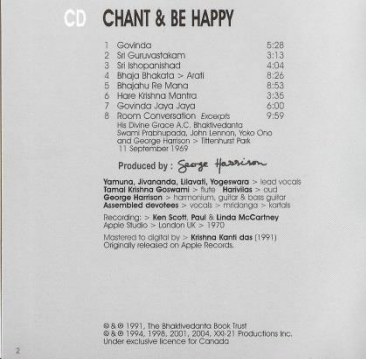 CD CHANT & BE HAPPY
1 Govinda 5:28
2 Sri Guruvastakam 3:13
3 Sri Ishopanishad 4:04
4 Bhaja Bhakata > Arati 8:26
5 Bhajahu Re Mana 8:53
6 Hare Krishna Mantra 3:35
7 Govinda Jaya Jaya 6:00
8 Room Conversation Excerpts 9:59
His Divine Grace A.C. Bhaktivedanta
Swami Prabhupada, John Lennon, Yoko Ono
and George Harrison > Tittenhurst Park
11 September 1969
Produced by : George Harrison
Yamuna, Jivananda, Lilavati, Yogeswara > lead vocals
Tamal Krishna Goswami > flute Harivilas > oud
George Harrison > harmonium, guitar & bass guitar
Assembled devotees > vocals > mridanga > kartals
Recording: > Ken Scott, Paul & Linda McCartney
Apple Studio > London UK > 1970
Mastered to digital by > Krishna Kanti das (1991)
Originally released on Apple Records.
© & ℗ 1991, The Bhaktivedanta Book Trust
© & ℗ 1994, 1998, 2001, 2004, XXI-21 Productions Inc.
Under exclusive licence for Canada
2